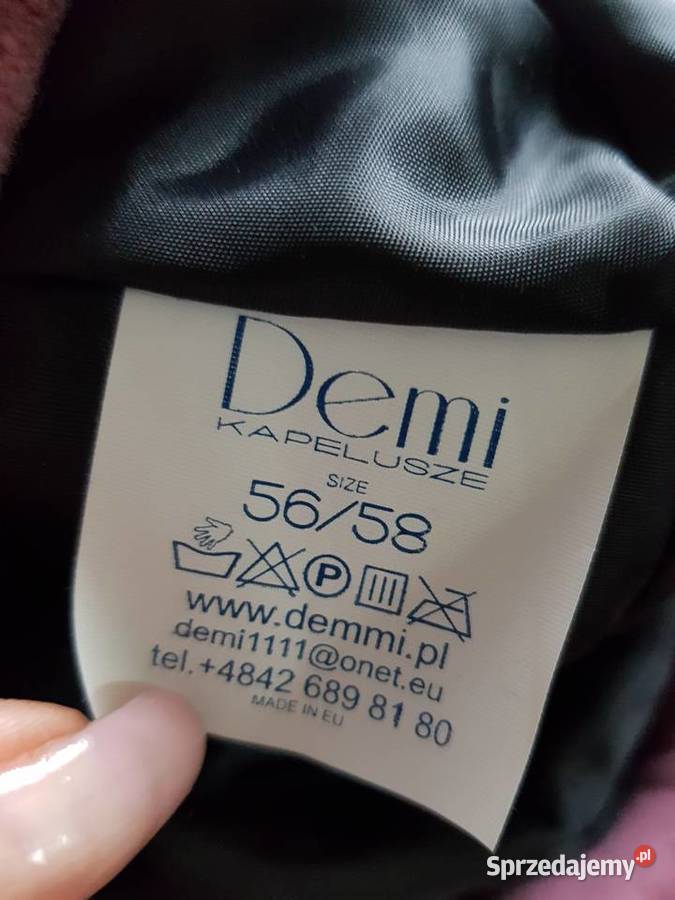 Demi
KAPELUSZE
SIZE
56/58
P
www.demmi.pl
demi1111@onet.eu
tel.+4842 689 81 80
MADE IN EU
Sprzedajemy.pl